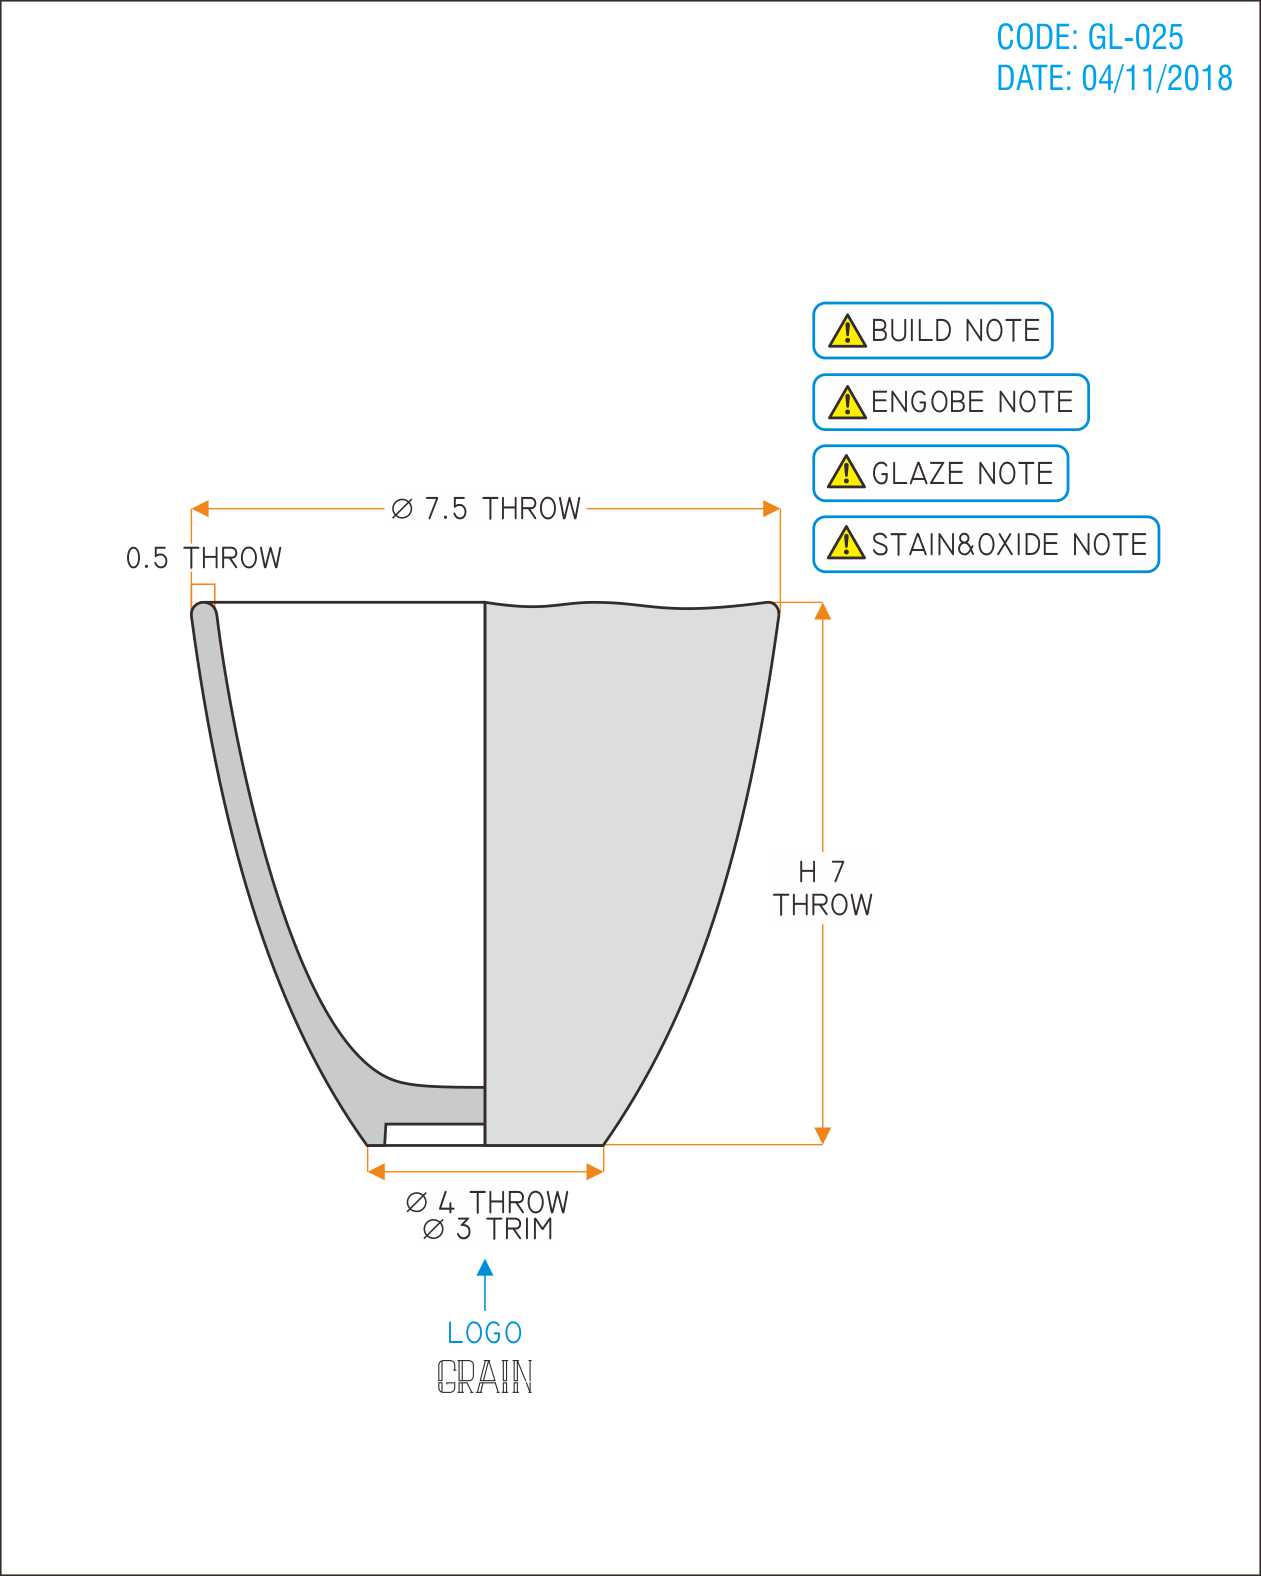 CODE: GL-025
DATE: 04/11/2018
BUILD NOTE
ENGOBE NOTE
GLAZE NOTE
STAIN&OXIDE NOTE
Ø 7.5 THROW
0.5 THROW
H 7
THROW
Ø 4 THROW
Ø 3 TRIM
LOGO
GRAIN